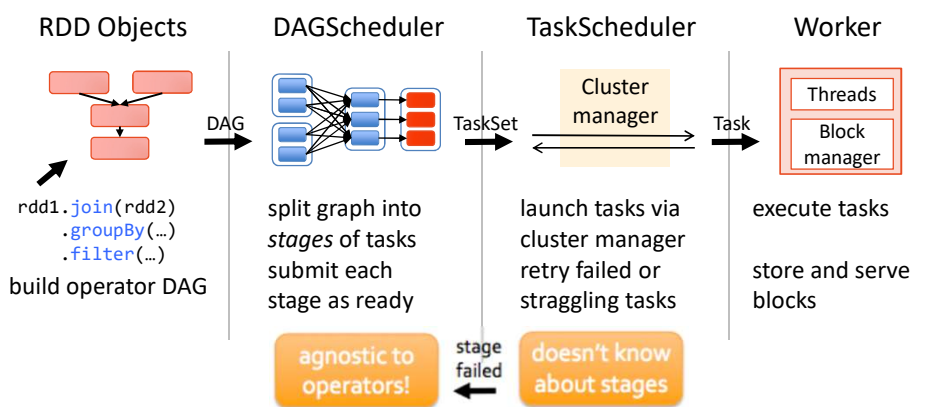 RDD Objects
DAGScheduler
TaskScheduler
Worker
DAG
TaskSet
Cluster
manager
Task
Threads
Block
manager
rdd1.join(rdd2)
.groupBy(…)
.filter(…)
build operator DAG
split graph into
stages of tasks
submit each
stage as ready
launch tasks via
cluster manager
retry failed or
straggling tasks
execute tasks
store and serve
blocks
agnostic to
operators!
stage
failed
doesn't know
about stages